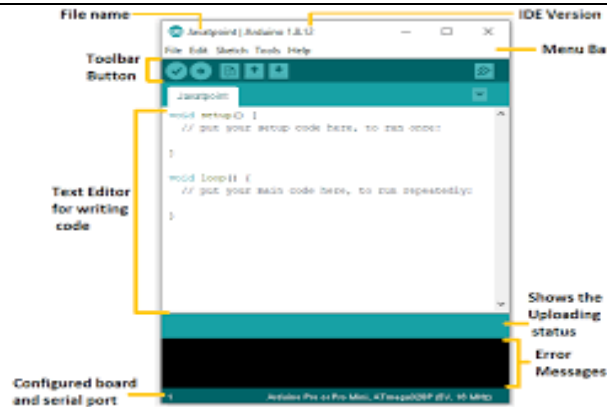 File name
IDE Version
Javatpoint | Arduino 1.8.12
File Edit Sketch Tools Help
Menu Ba
Toolbar
Button
Javatpoint
void setup() {
// put your setup code here, to run once:
}
void loop() {
// put your main code here, to run repeatedly:
}
Text Editor
for writing
code
Shows the
Uploading
status
Error
Messages
Configured board
and serial port
1
Arduino Pro or Pro Mini, ATmega328P (5V, 16 MHz)